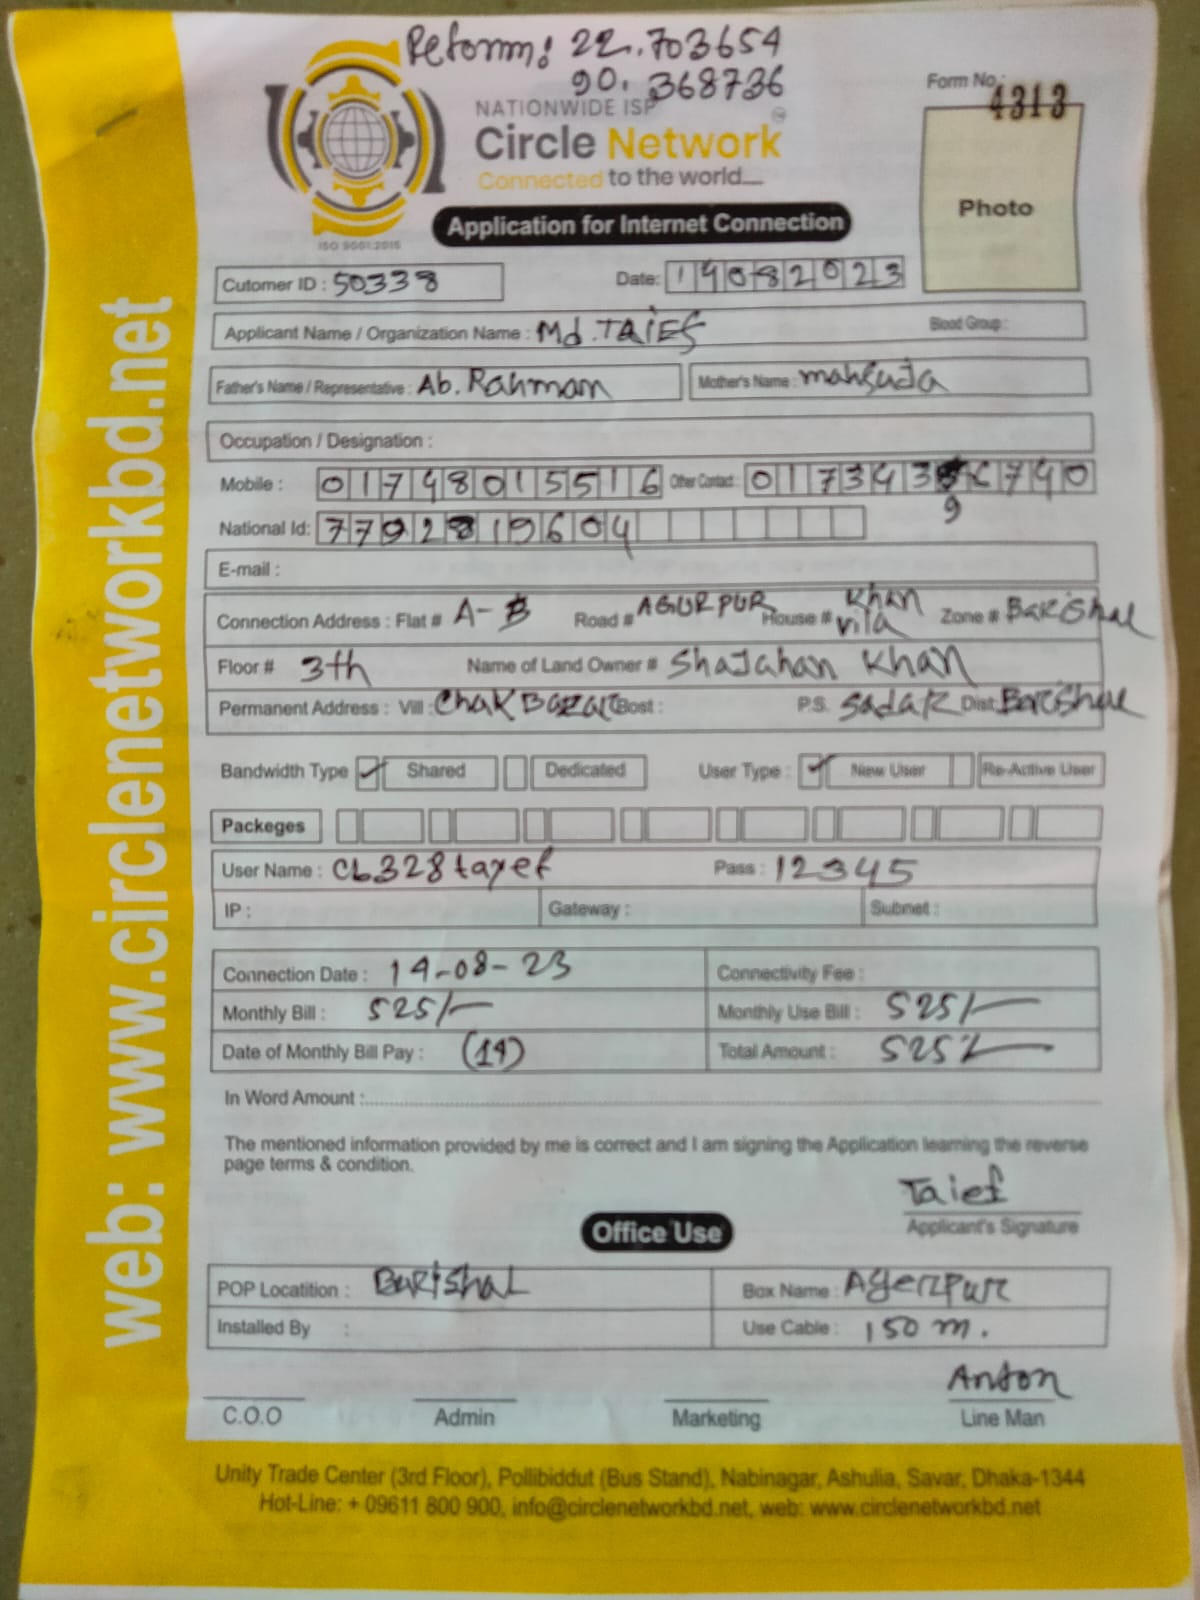 Reform: 22.703654
90.368736
NATIONWIDE ISP
Circle Network
Connected to the world...
ISO 9001:2015
Form No.: 4313
Photo
Application for Internet Connection
Cutomer ID : 50338 Date: 19082023
Applicant Name / Organization Name : Md. TAIEF Blood Group :
Father's Name / Representative : Ab. Rahman Mother's Name : mahfuda
Occupation / Designation :
Mobile : 01748015516 Other Contact : 01734396740
9
National Id: 7792819604
E-mail :
Connection Address : Flat # A-B Road # AGURPUR House # Khan vila Zone # Barishal
Floor # 3th Name of Land Owner # Shajahan Khan
Permanent Address : Vill : Chak Bazar Post : P.S. Sadar Dist: Barishal
Bandwidth Type Shared Dedicated User Type : New User Re-Active User
Packeges
User Name : cb328tayef Pass : 12345
IP : Gateway : Subnet :
Connection Date : 19-08-23 Connectivity Fee :
Monthly Bill : 525/- Monthly Use Bill : 525/-
Date of Monthly Bill Pay : (19) Total Amount : 525/-
In Word Amount :
The mentioned information provided by me is correct and I am signing the Application learning the reverse
page terms & condition.
Taief
Applicant's Signature
Office Use
POP Locatition : Barishal Box Name : Agerpur
Installed By : Use Cable : 150 m.
Anton
C.O.O Admin Marketing Line Man
Unity Trade Center (3rd Floor), Pollibiddut (Bus Stand), Nabinagar, Ashulia, Savar, Dhaka-1344
Hot-Line: + 09611 800 900, info@circlenetworkbd.net, web: www.circlenetworkbd.net
web: www.circlenetworkbd.net